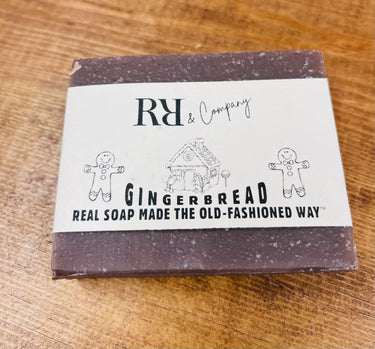 RR & Company
GINGERBREAD
REAL SOAP MADE THE OLD-FASHIONED WAY™